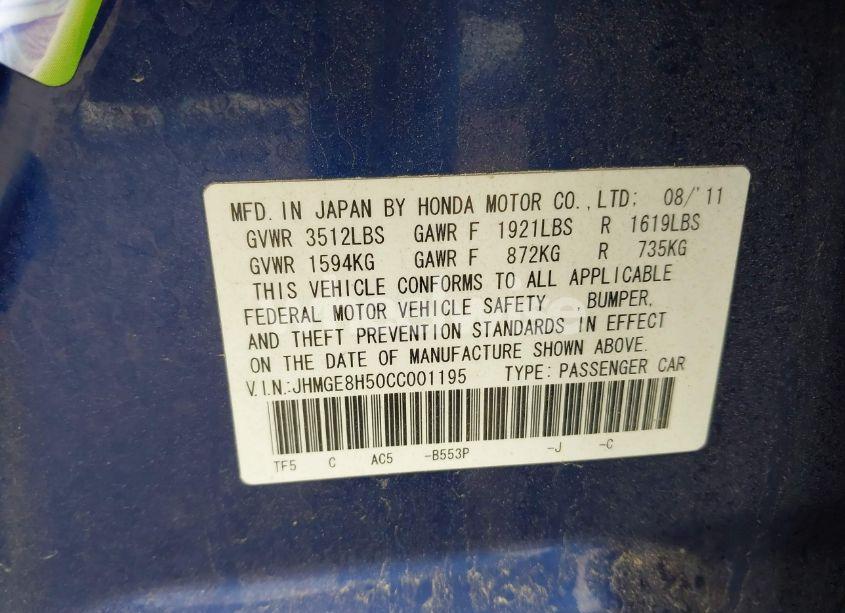 MFD. IN JAPAN BY HONDA MOTOR CO., LTD: 08/'11
GVWR 3512LBS GAWR F 1921LBS R 1619LBS
GVWR 1594KG GAWR F 872KG R 735KG
THIS VEHICLE CONFORMS TO ALL APPLICABLE
FEDERAL MOTOR VEHICLE SAFETY ,BUMPER,
AND THEFT PREVENTION STANDARDS IN EFFECT
ON THE DATE OF MANUFACTURE SHOWN ABOVE.
V.I.N.:JHMGE8H50CC001195 TYPE: PASSENGER CAR
TF5 C AC5 -B553P -J -C